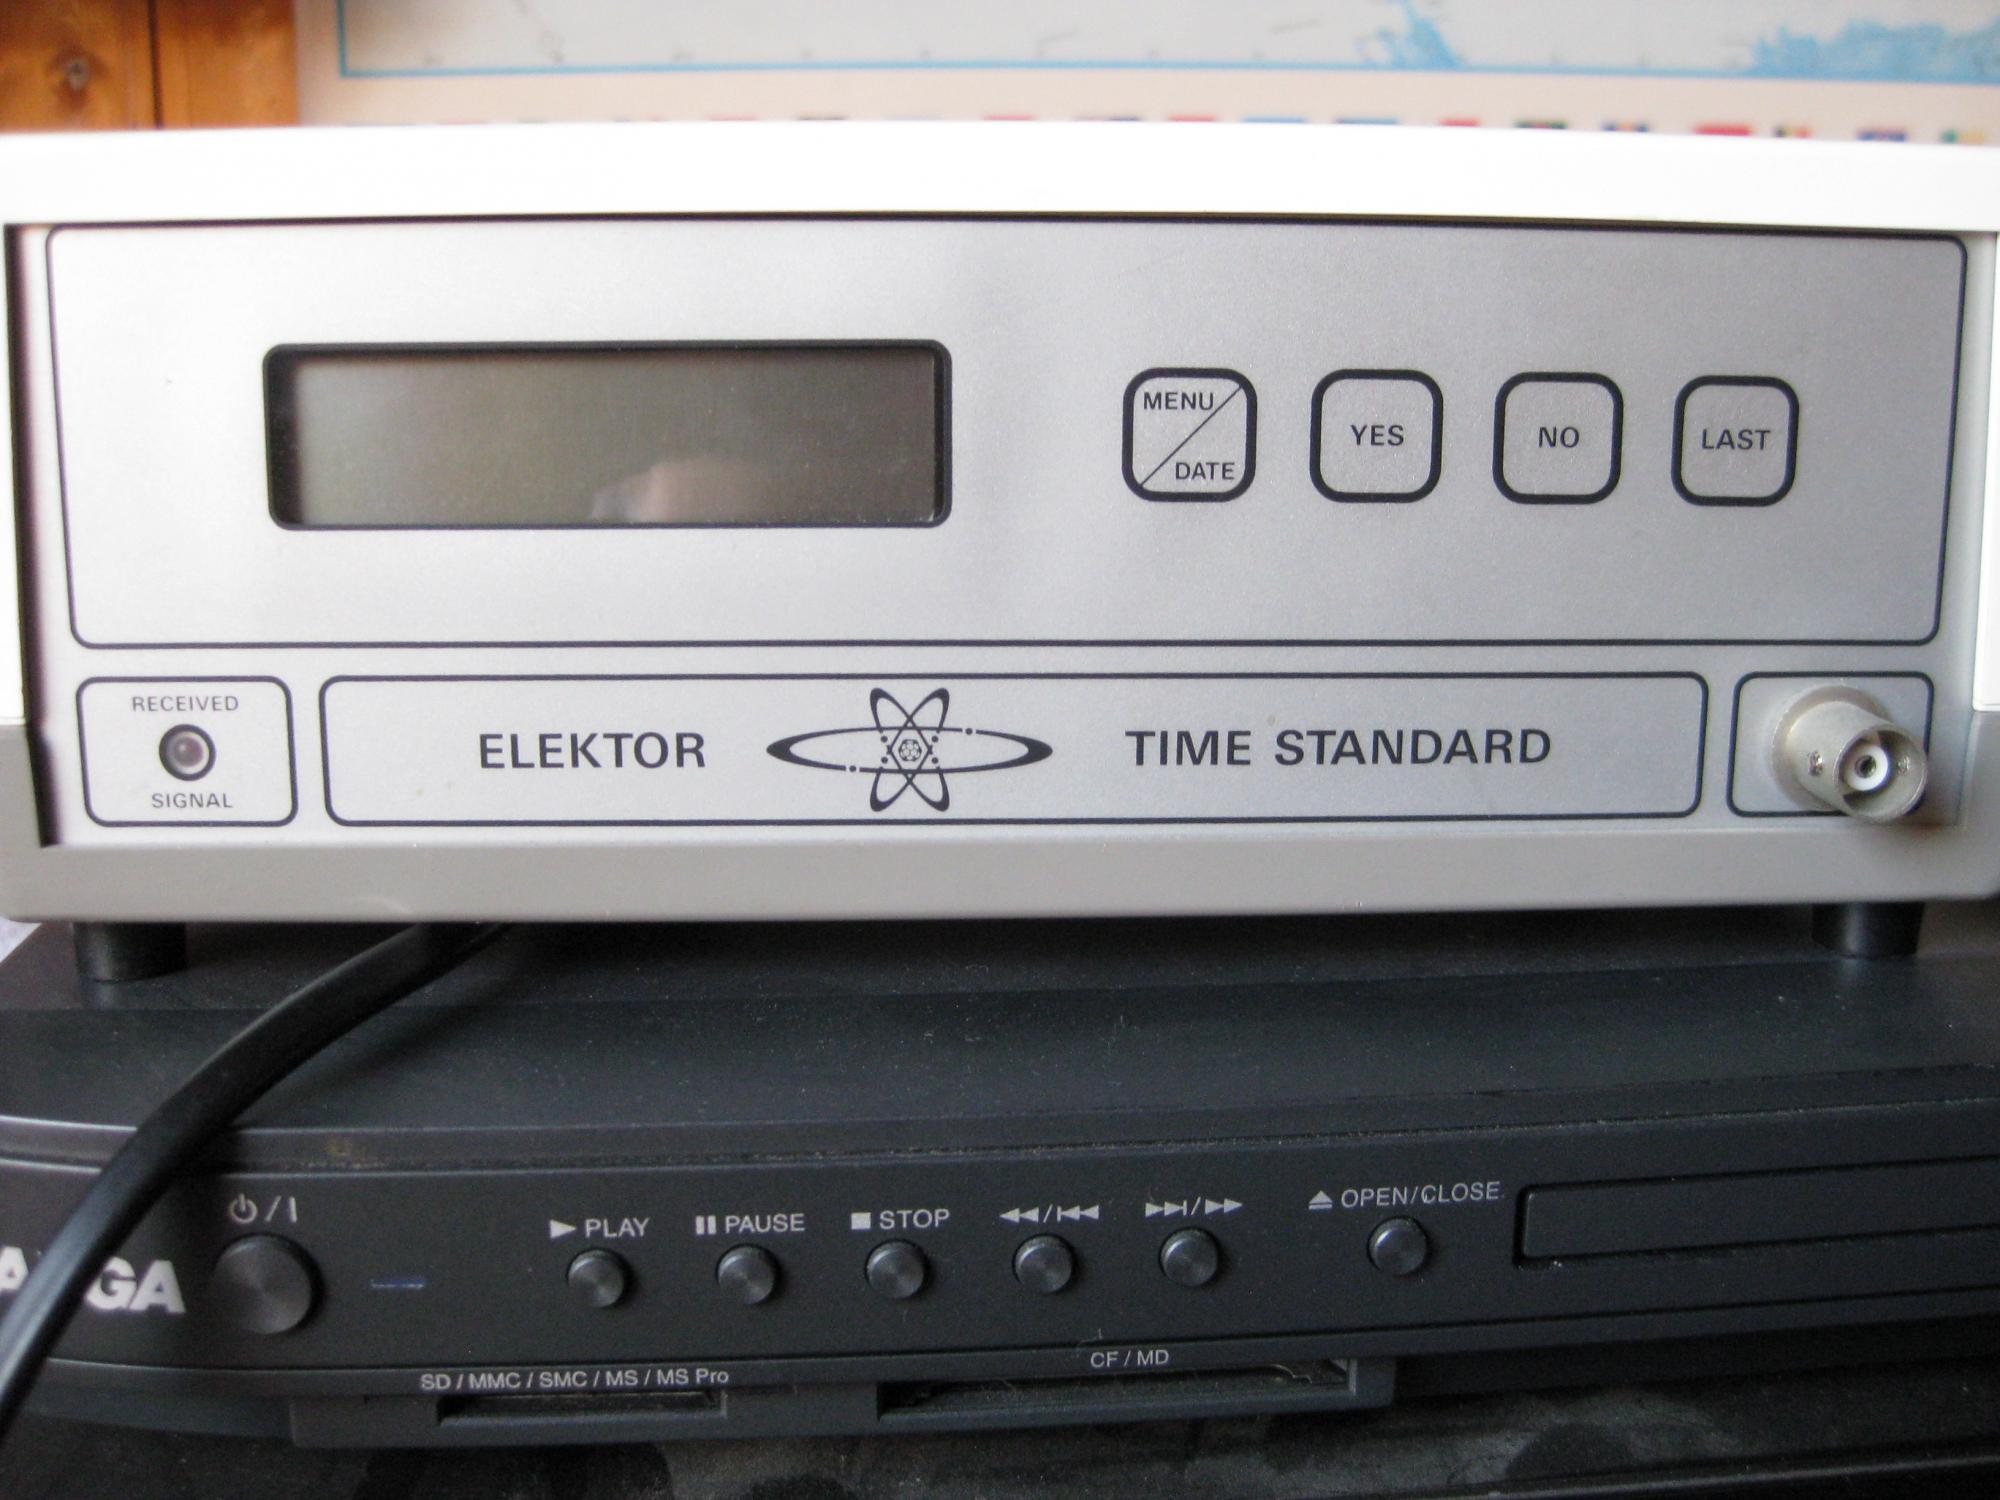 MENU
DATE
YES
NO
LAST
RECEIVED
SIGNAL
ELEKTOR
TIME STANDARD
PLAY
PAUSE
STOP
OPEN/CLOSE
SD / MMC / SMC / MS / MS Pro
CF / MD